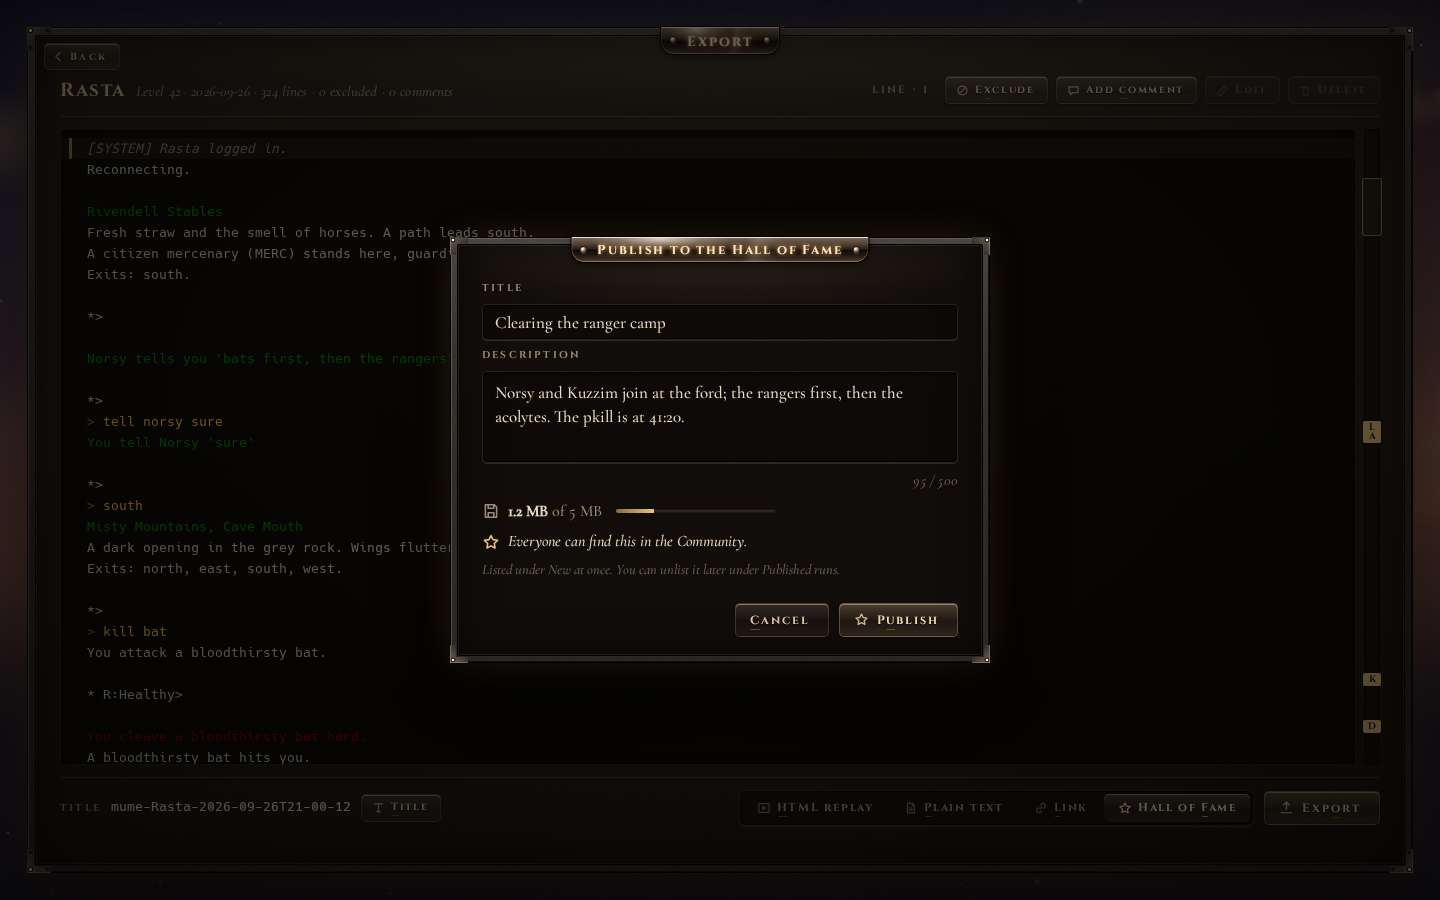 Export
Back
Rasta Level 42 · 2026-09-26 · 324 lines · 0 excluded · 0 comments
LINE · 1
Exclude
Add comment
Edit
Delete
[SYSTEM] Rasta logged in.
Reconnecting.
Rivendell Stables
Fresh straw and the smell of horses. A path leads south.
A citizen mercenary (MERC) stands here, guard
Exits: south.
*>
Norsy tells you 'bats first, then the rangers'
*>
> tell norsy sure
You tell Norsy 'sure'
*>
> south
Misty Mountains, Cave Mouth
A dark opening in the grey rock. Wings flutter
Exits: north, east, south, west.
*>
> kill bat
You attack a bloodthirsty bat.
* R:Healthy>
You cleave a bloodthirsty bat hard.
A bloodthirsty bat hits you.
L
A
K
D
Publish to the Hall of Fame
TITLE
Clearing the ranger camp
DESCRIPTION
Norsy and Kuzzim join at the ford; the rangers first, then the
acolytes. The pkill is at 41:20.
95 / 500
1.2 MB of 5 MB
Everyone can find this in the Community.
Listed under New at once. You can unlist it later under Published runs.
Cancel
Publish
TITLE mume-Rasta-2026-09-26T21-00-12
Title
HTML replay
Plain text
Link
Hall of Fame
Export